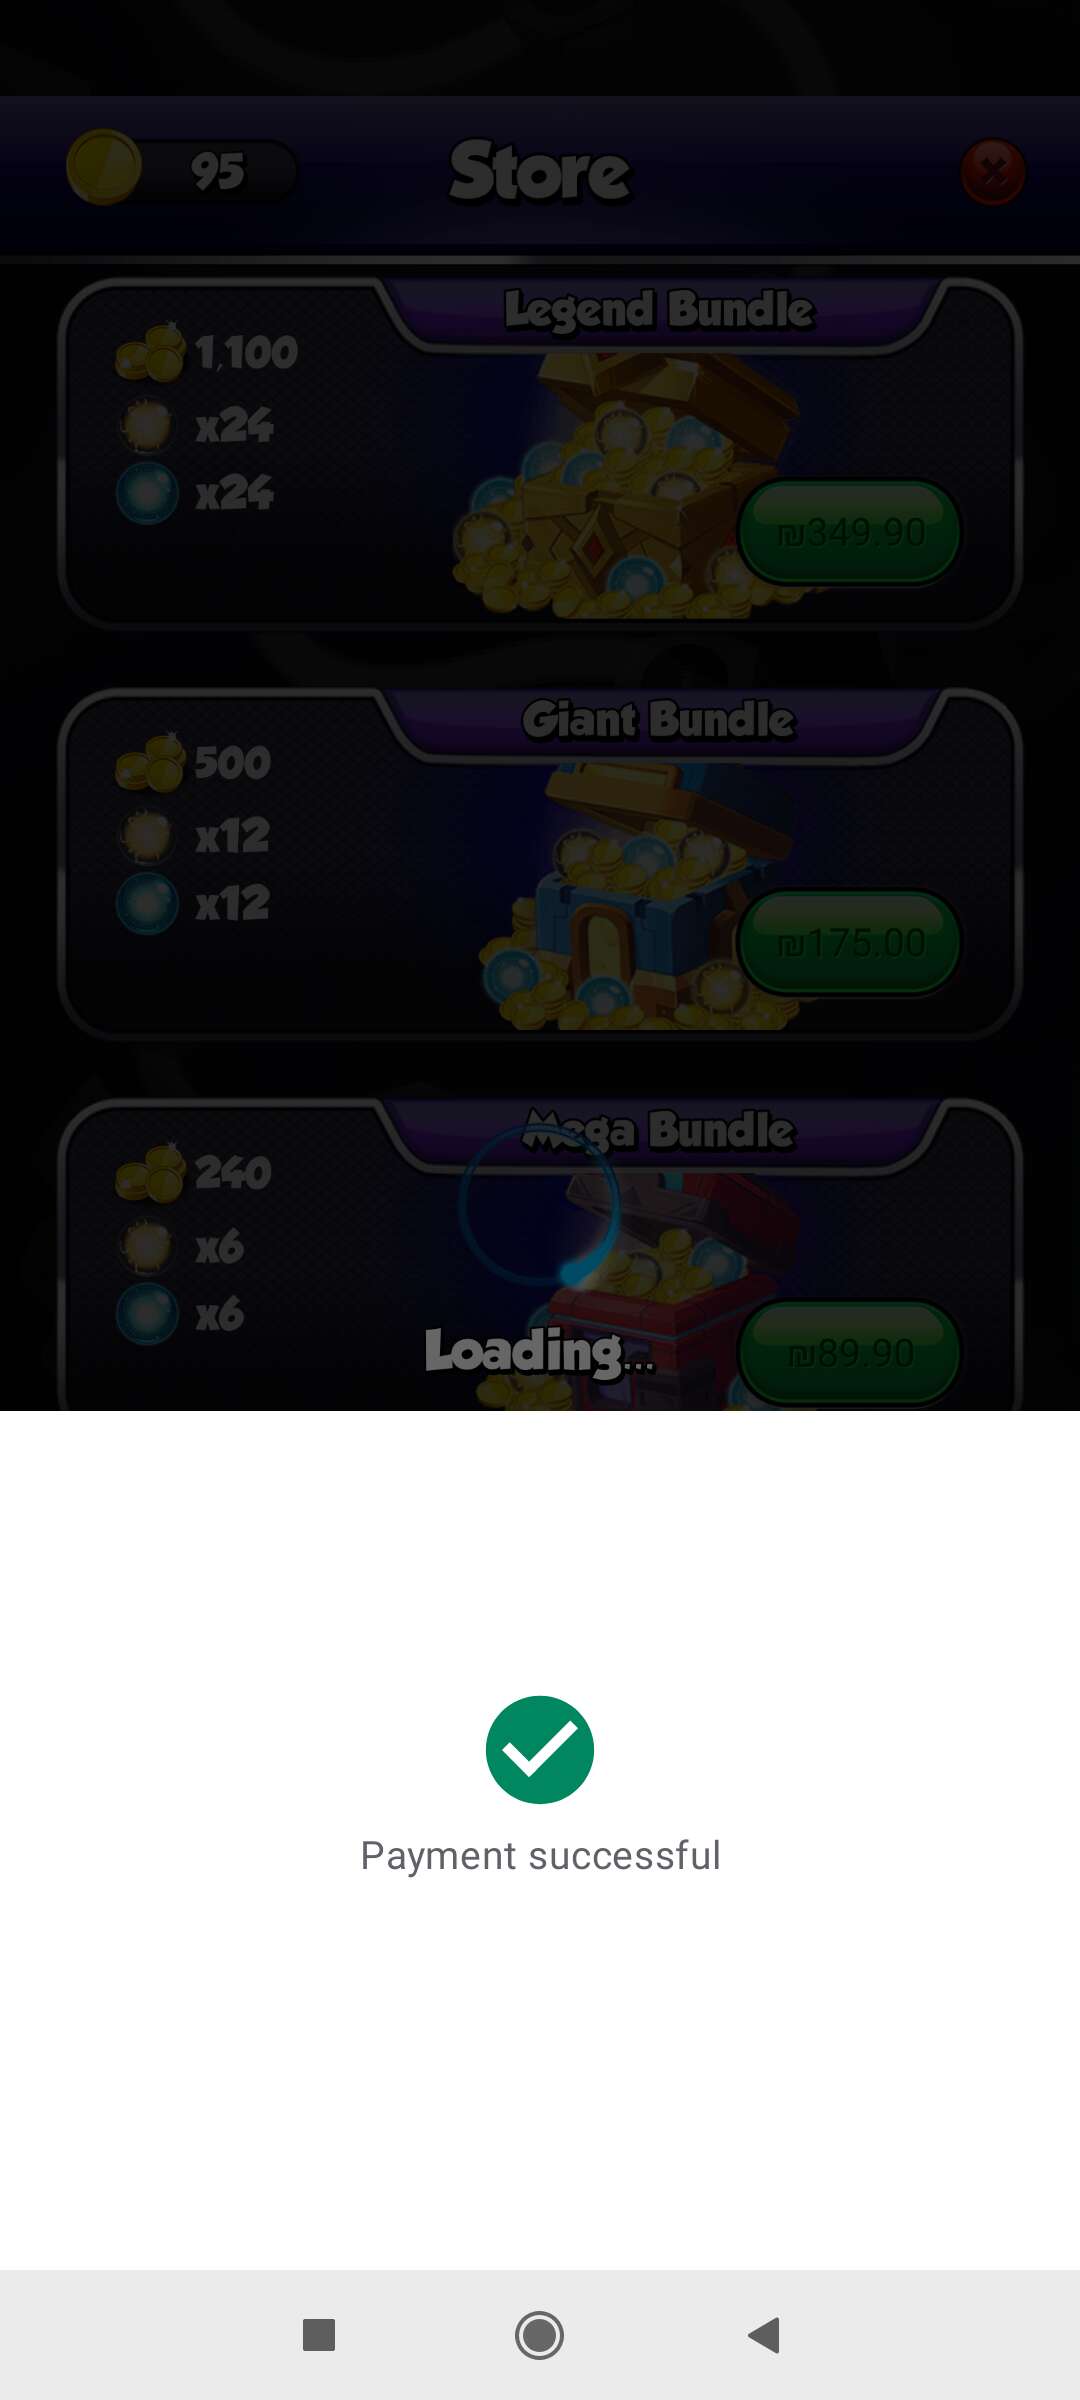 95
Store
Legend Bundle
1,100
x24
x24
₪349.90
Giant Bundle
500
x12
x12
₪175.00
Mega Bundle
240
x6
x6
₪89.90
Loading...
Payment successful